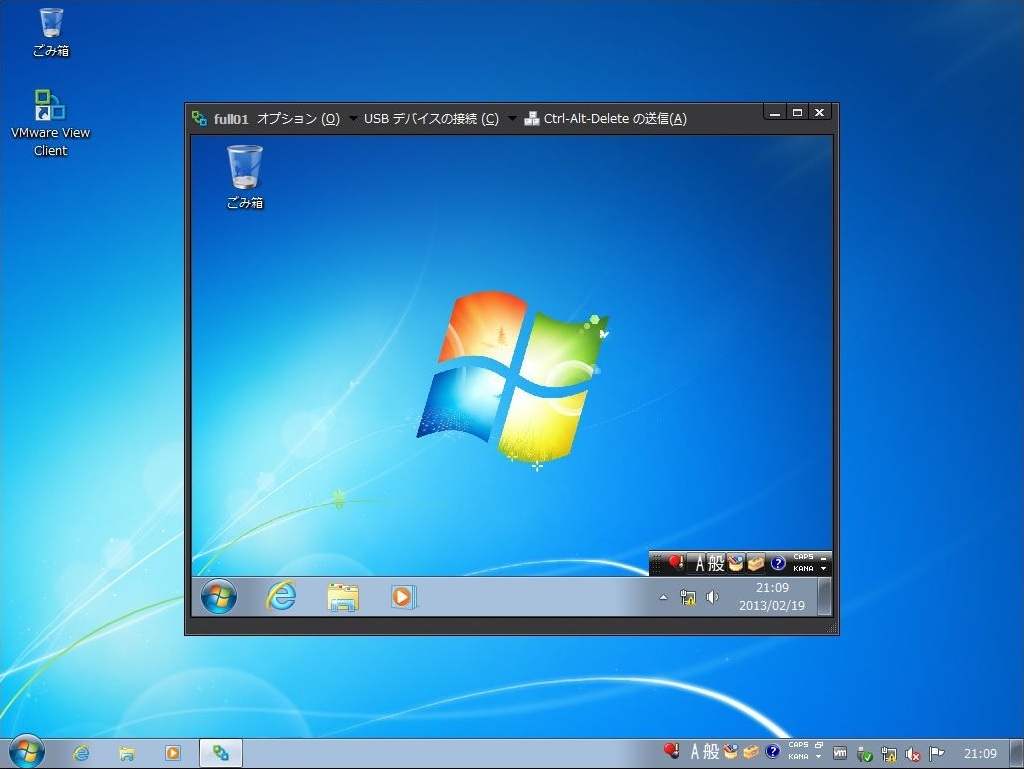 ごみ箱
VMware View
Client
full01 オプション (O) USB デバイスの接続 (C) Ctrl-Alt-Delete の送信(A)
ごみ箱
A 般 ? CAPS
KANA
21:09
2013/02/19
A 般 ? CAPS
KANA
vm
21:09